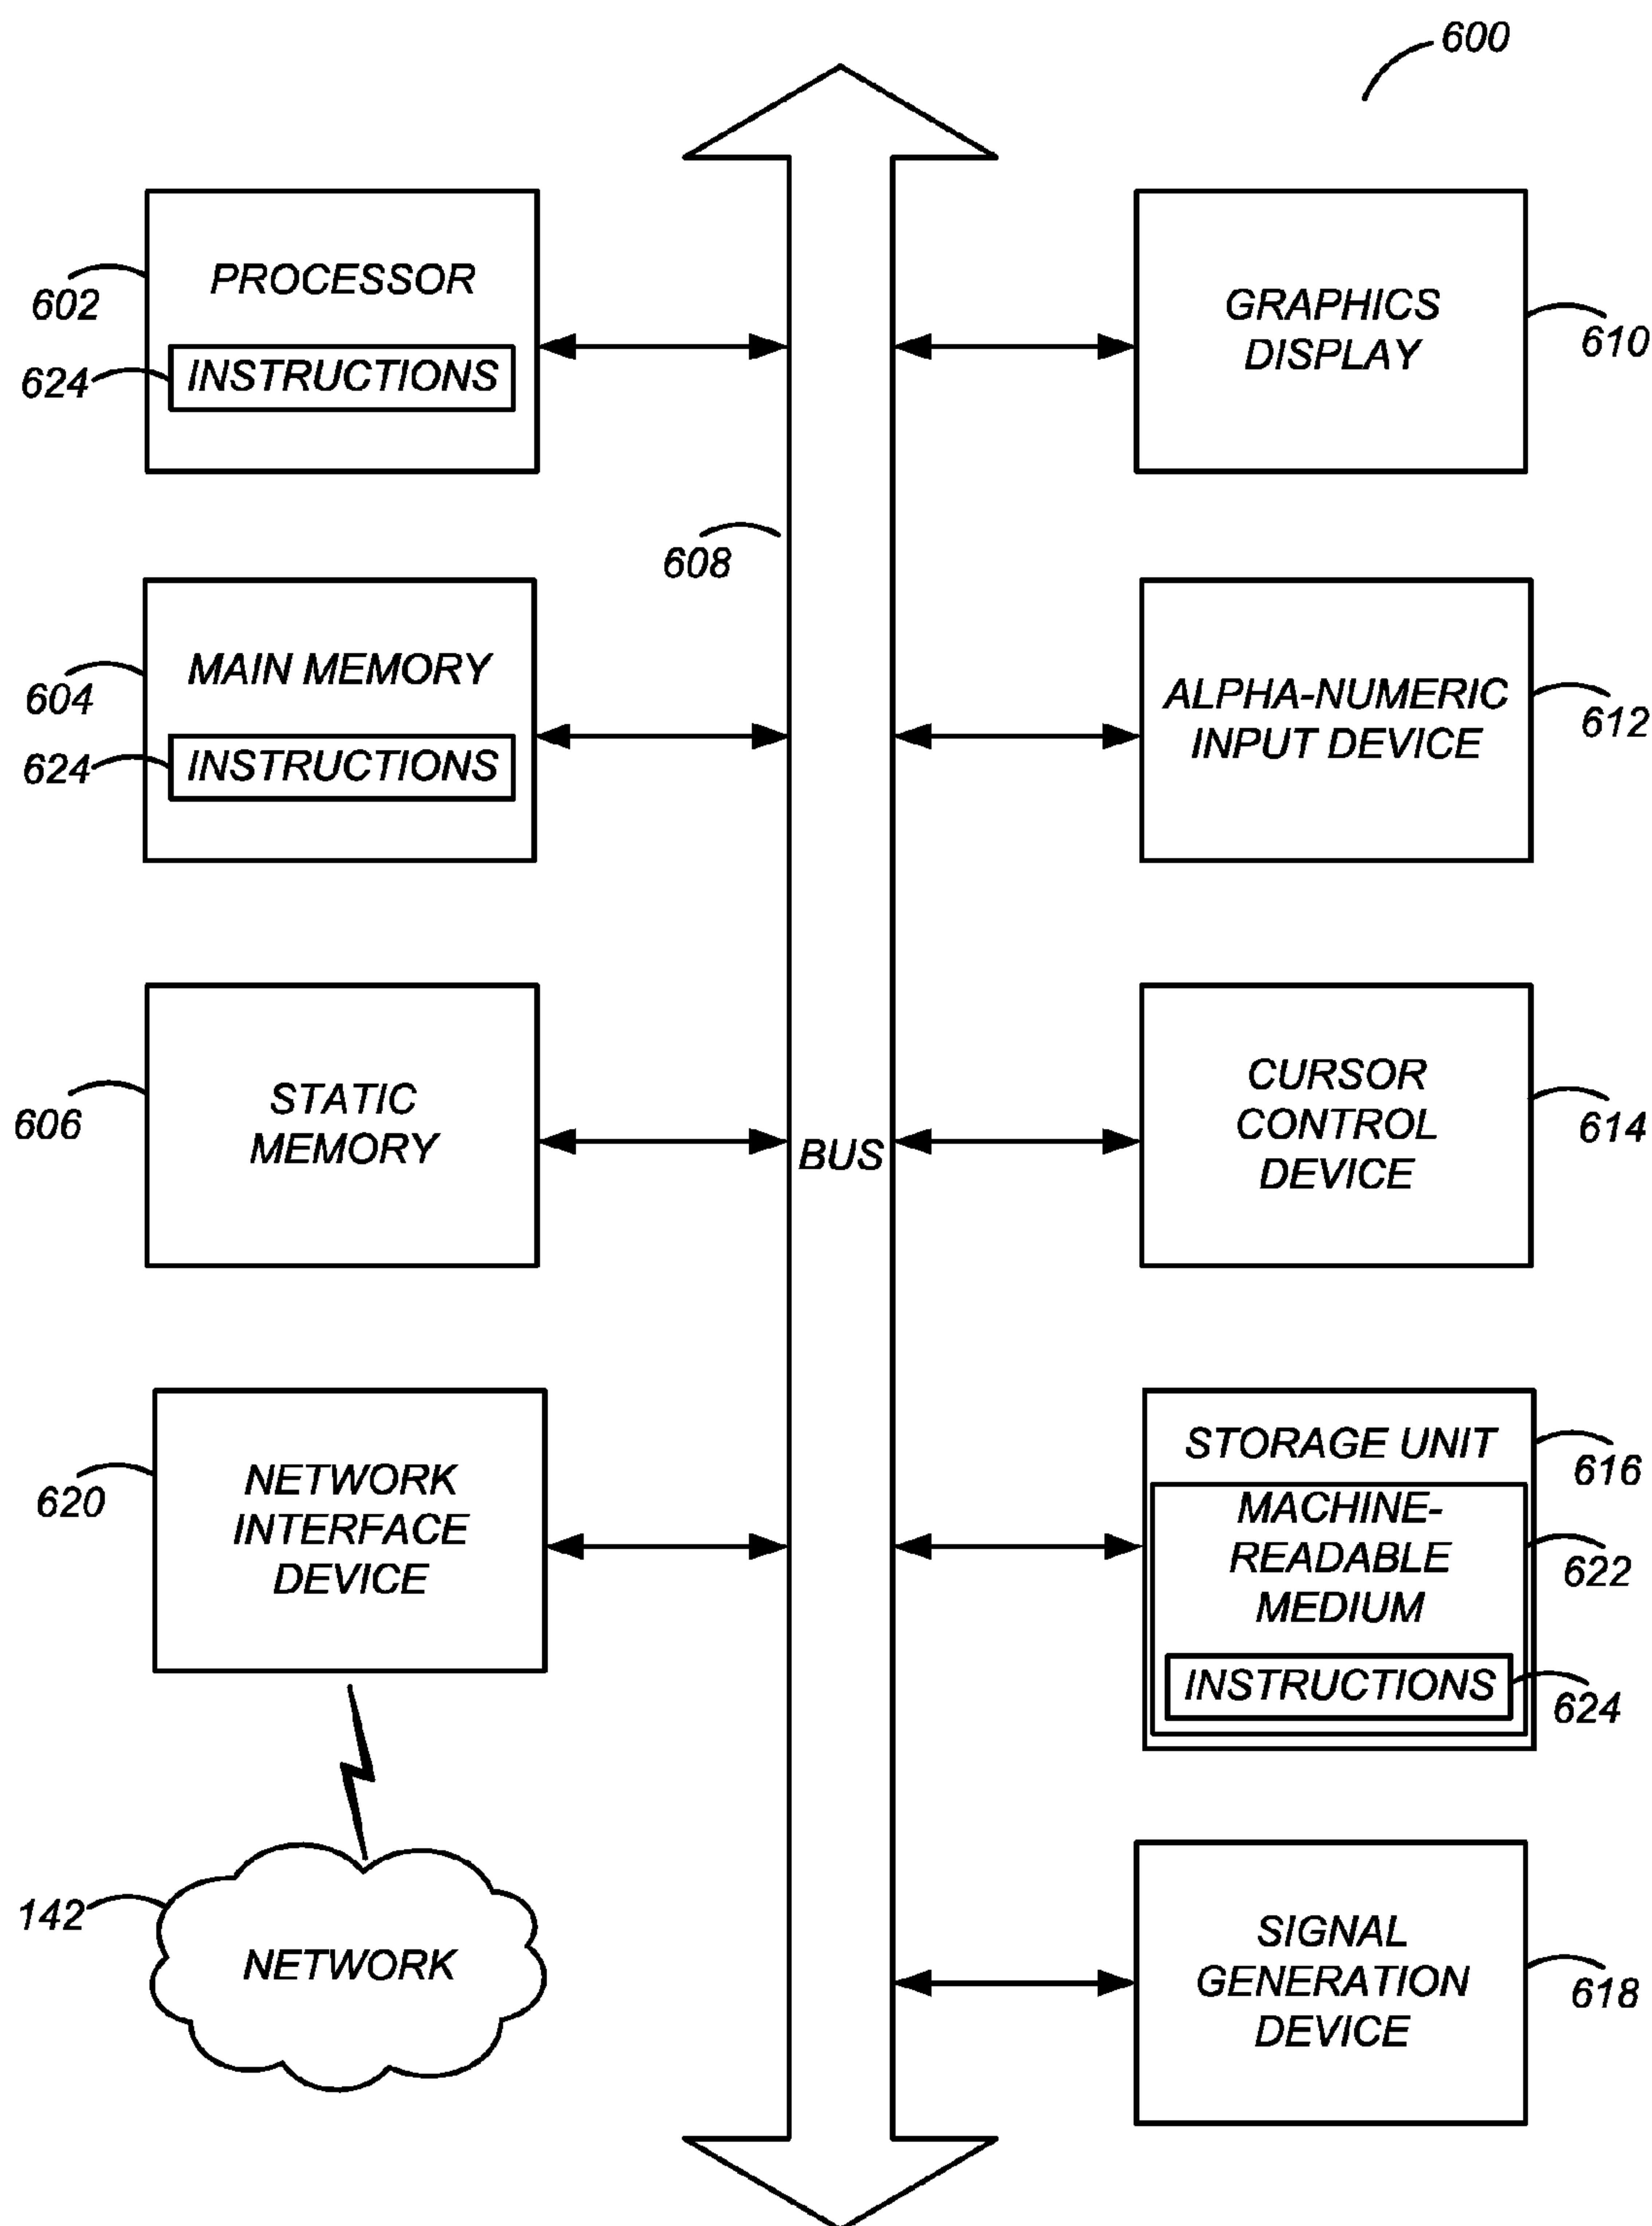 600
PROCESSOR
602
624
INSTRUCTIONS
GRAPHICS
DISPLAY
610
608
MAIN MEMORY
604
624
INSTRUCTIONS
ALPHA-NUMERIC
INPUT DEVICE
612
STATIC
MEMORY
606
BUS
CURSOR
CONTROL
DEVICE
614
NETWORK
INTERFACE
DEVICE
620
STORAGE UNIT
616
MACHINE-
READABLE
MEDIUM
622
INSTRUCTIONS
624
142
NETWORK
SIGNAL
GENERATION
DEVICE
618